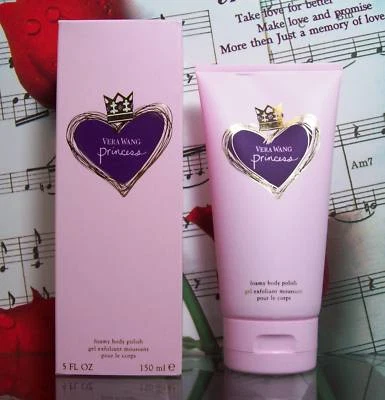 Take love for better
Make love and promise
More then Just a memory of love
Am7
VERA WANG
Princess
foamy body polish
gel exfoliant moussant
pour le corps
5 FL OZ 150 ml e
VERA WANG
Princess
foamy body polish
gel exfoliant moussant
pour le corps